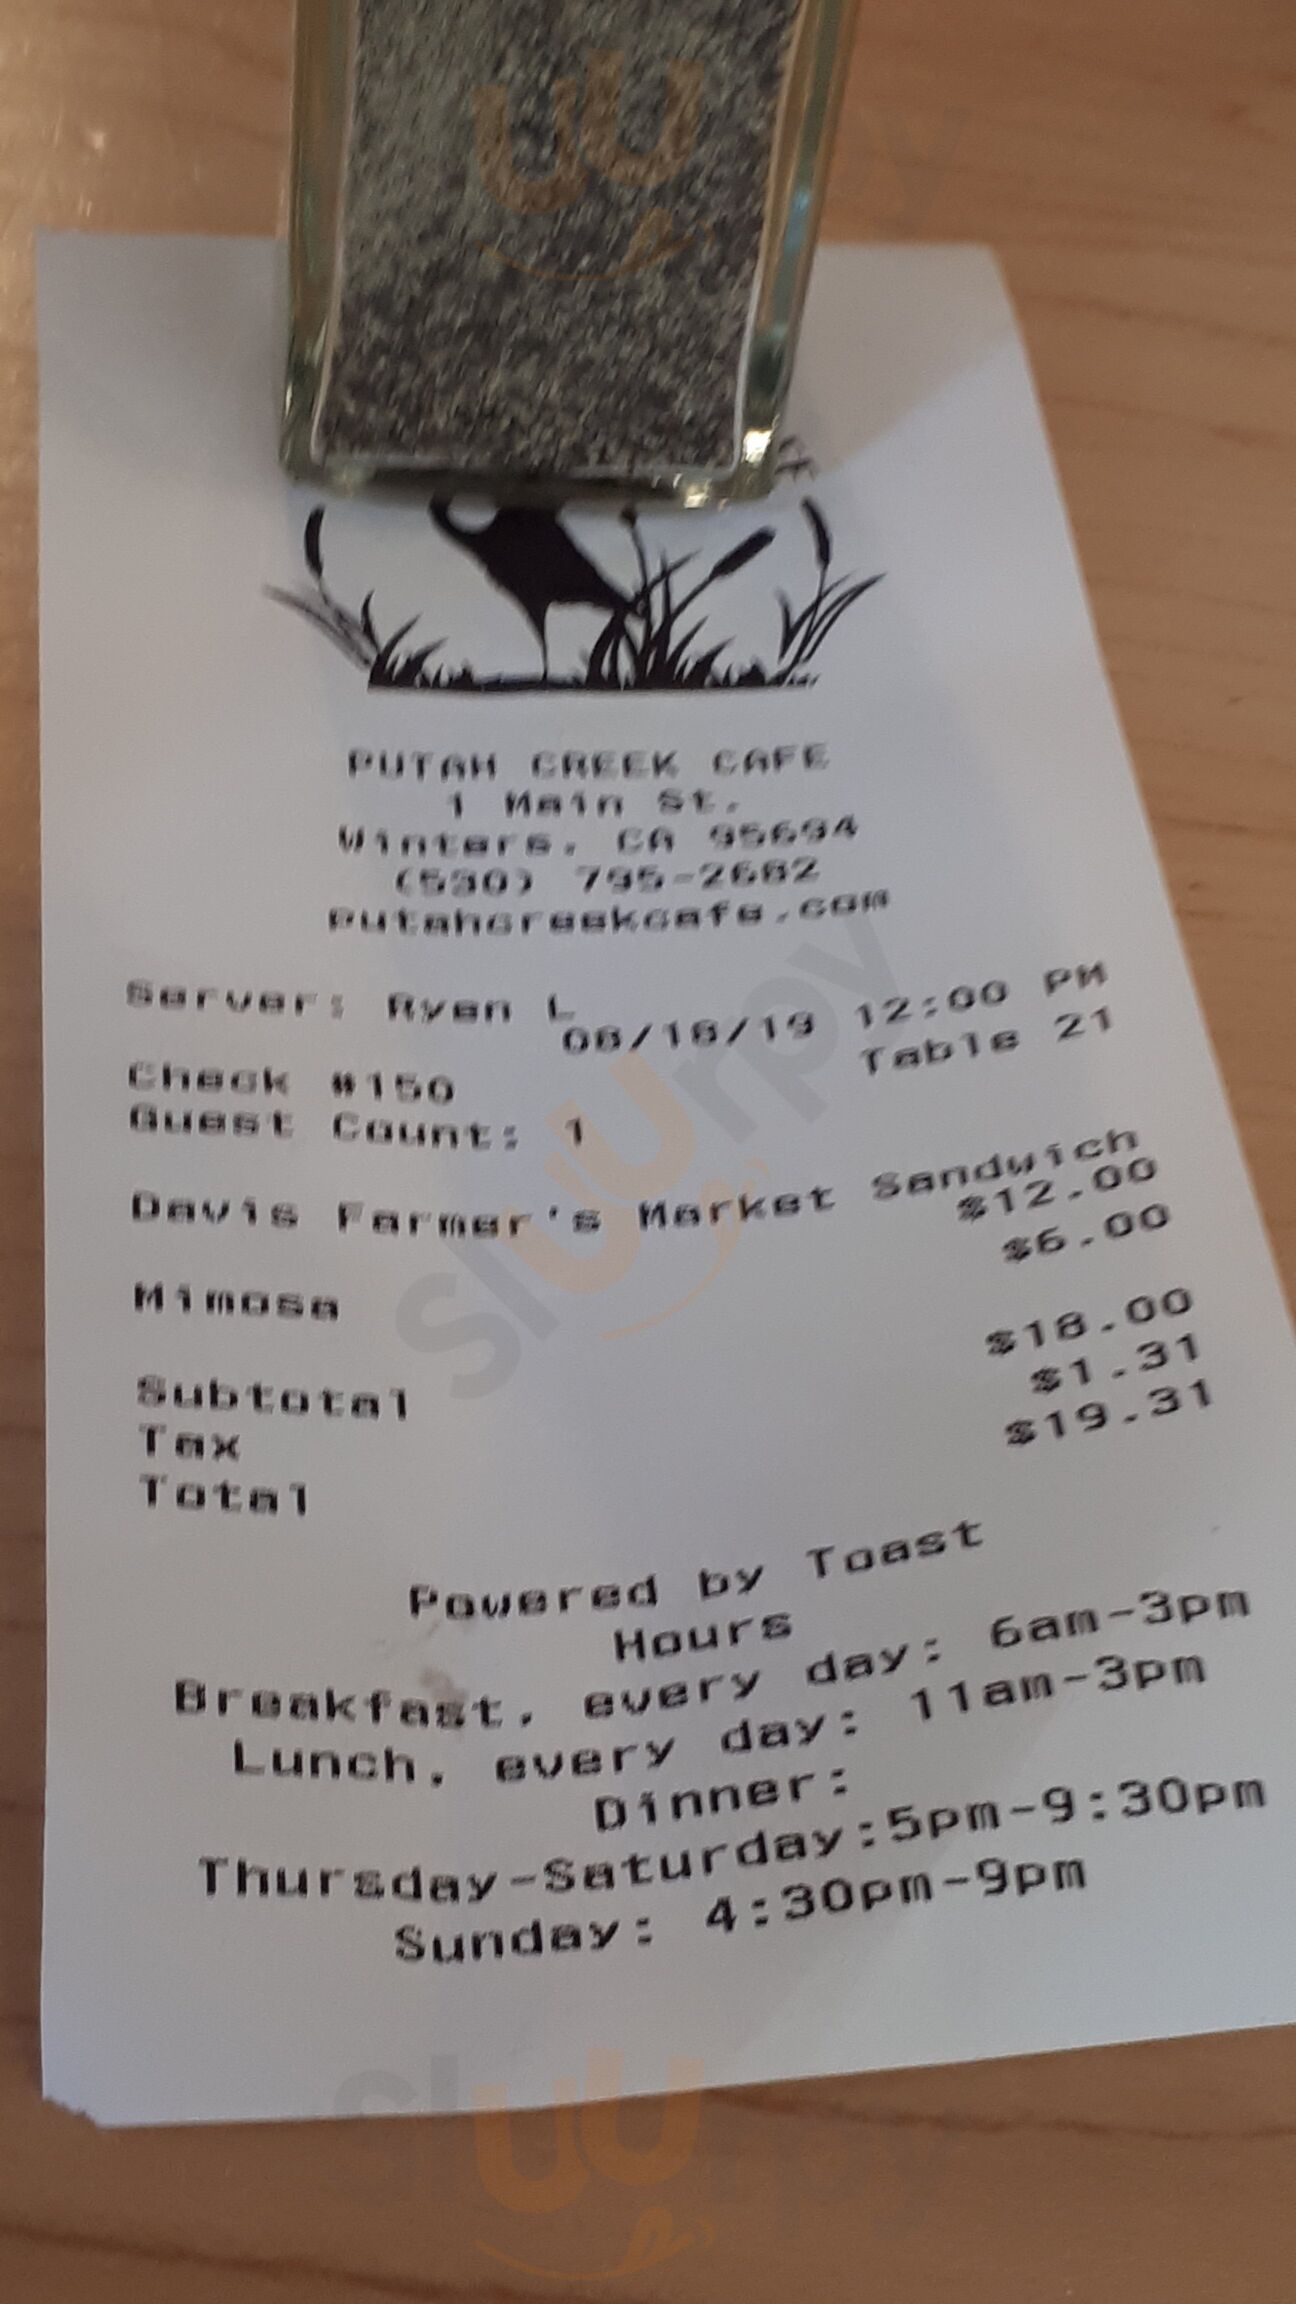 PUTAH CREEK CAFE
1 Main St.
Winters, CA 95694
(530) 795-2682
putahcreekcafe.com
Server: Ryan L
08/18/19 12:00 PM
Check #150
Table 21
Guest Count: 1
Davis Farmer's Market Sandwich
$12.00
Mimosa $6.00
Subtotal $18.00
Tax $1.31
Total $19.31
Powered by Toast
Hours
Breakfast, every day: 6am-3pm
Lunch, every day: 11am-3pm
Dinner:
Thursday-Saturday:5pm-9:30pm
Sunday: 4:30pm-9pm
slurpy
slurpy